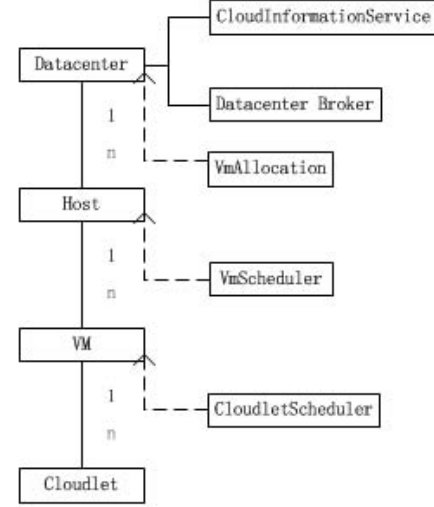 CloudInformationService
Datacenter
Datacenter Broker
1
n
VmAllocation
Host
1
n
VmScheduler
VM
1
n
CloudletScheduler
Cloudlet